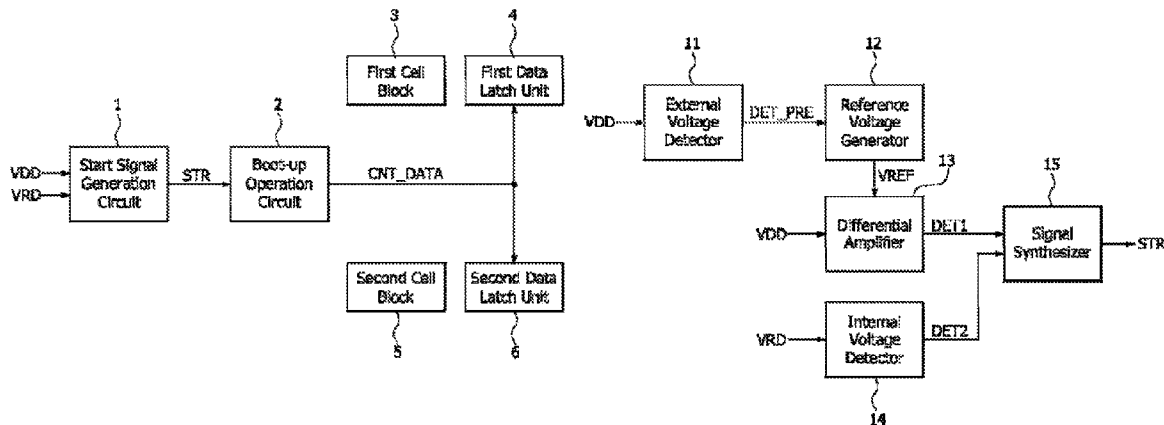 3
4
First Cell
Block
First Data
Latch Unit
1
2
VDD
VRD
Start Signal
Generation
Circuit
STR
Boot-up
Operation
Circuit
CNT_DATA
Second Cell
Block
Second Data
Latch Unit
5
6
11
12
VDD
External
Voltage
Detector
DET_PRE
Reference
Voltage
Generator
VREF
13
15
VDD
Differential
Amplifier
DET1
Signal
Synthesizer
STR
VRD
Internal
Voltage
Detector
DET2
14